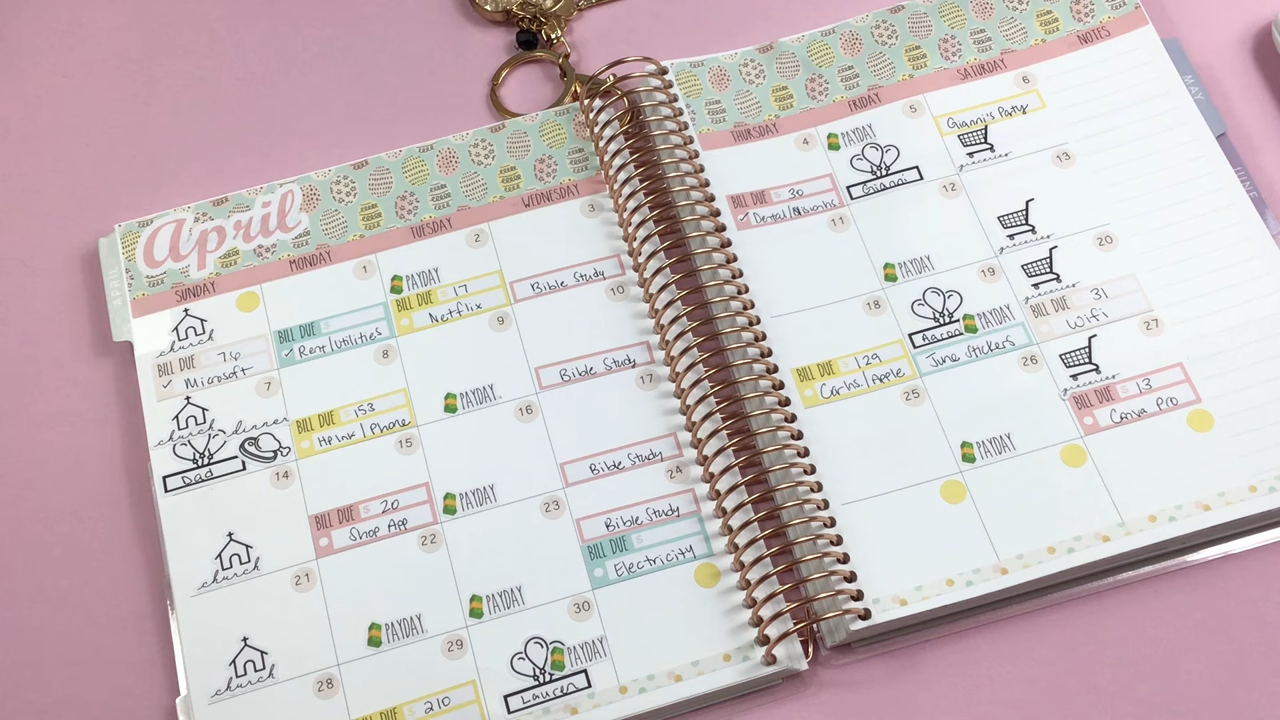 April
APRIL
SUNDAY
MONDAY
TUESDAY
WEDNESDAY
church
BILL DUE $ 76
✓ Microsoft
1
BILL DUE $
✓ Rent/utilities
2
PAYDAY
BILL DUE $ 17
Netflix
3
Bible Study
7
church
dinner
Dad
8
BILL DUE $ 153
HP Ink / Phone
9
PAYDAY
10
Bible Study
14
church
15
BILL DUE $ 20
Shop App
16
PAYDAY
17
Bible Study
21
church
22
PAYDAY
23
PAYDAY
24
Bible Study
BILL DUE $
Electricity
28
29
210
30
PAYDAY
Lauren
THURSDAY
FRIDAY
SATURDAY
NOTES
4
BILL DUE $ 30
✓ Dental/
5
PAYDAY
Gianni
6
Gianni's Paty
groceries
11
12
PAYDAY
13
groceries
18
BILL DUE $ 129
Car Ins. / Apple
19
Aaron
PAYDAY
June Stickers
20
groceries
BILL DUE $ 31
Wifi
25
26
PAYDAY
27
groceries
BILL DUE $ 13
Canva Pro
MAY
JUNE